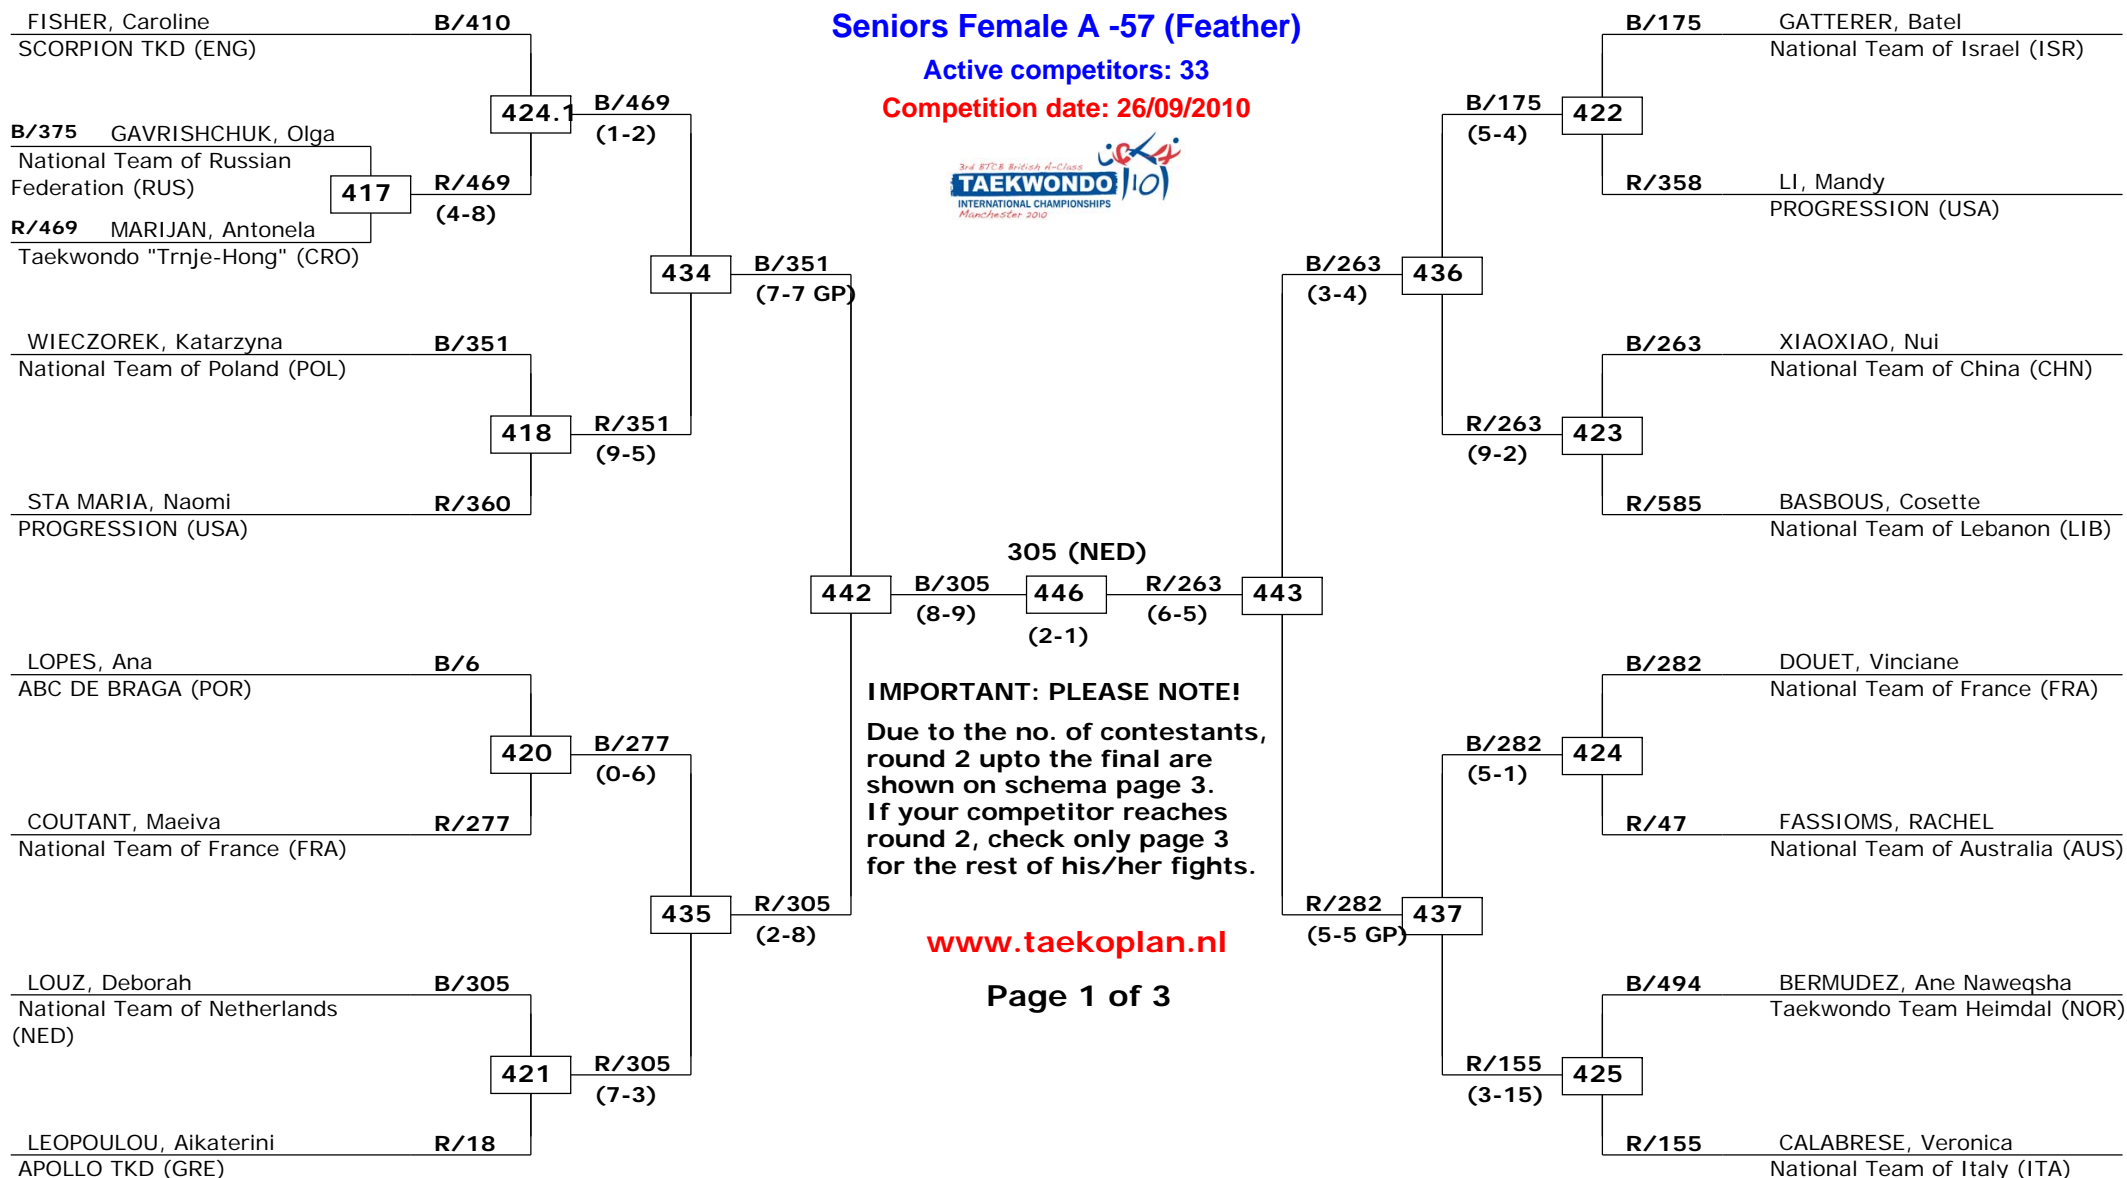 Seniors Female A -57 (Feather)
Active competitors: 33
Competition date: 26/09/2010
3rd BTCB British A-Class
TAEKWONDO 10
INTERNATIONAL CHAMPIONSHIPS
Manchester 2010
FISHER, Caroline B/410
SCORPION TKD (ENG)
424.1
B/469
(1-2)
B/375 GAVRISHCHUK, Olga
National Team of Russian
Federation (RUS)
417
R/469
(4-8)
R/469 MARIJAN, Antonela
Taekwondo "Trnje-Hong" (CRO)
434
B/351
(7-7 GP)
WIECZOREK, Katarzyna B/351
National Team of Poland (POL)
418
R/351
(9-5)
STA MARIA, Naomi R/360
PROGRESSION (USA)
442
B/305
(8-9)
305 (NED)
446
(2-1)
R/263
(6-5)
443
LOPES, Ana B/6
ABC DE BRAGA (POR)
420
B/277
(0-6)
COUTANT, Maeiva R/277
National Team of France (FRA)
435
R/305
(2-8)
LOUZ, Deborah B/305
National Team of Netherlands
(NED)
421
R/305
(7-3)
LEOPOULOU, Aikaterini R/18
APOLLO TKD (GRE)
IMPORTANT: PLEASE NOTE!
Due to the no. of contestants,
round 2 upto the final are
shown on schema page 3.
If your competitor reaches
round 2, check only page 3
for the rest of his/her fights.
www.taekoplan.nl
Page 1 of 3
B/175 GATTERER, Batel
National Team of Israel (ISR)
B/175
(5-4)
422
R/358 LI, Mandy
PROGRESSION (USA)
B/263
(3-4)
436
B/263 XIAOXIAO, Nui
National Team of China (CHN)
R/263
(9-2)
423
R/585 BASBOUS, Cosette
National Team of Lebanon (LIB)
B/282 DOUET, Vinciane
National Team of France (FRA)
B/282
(5-1)
424
R/47 FASSIOMS, RACHEL
National Team of Australia (AUS)
R/282
(5-5 GP)
437
B/494 BERMUDEZ, Ane Naweqsha
Taekwondo Team Heimdal (NOR)
R/155
(3-15)
425
R/155 CALABRESE, Veronica
National Team of Italy (ITA)